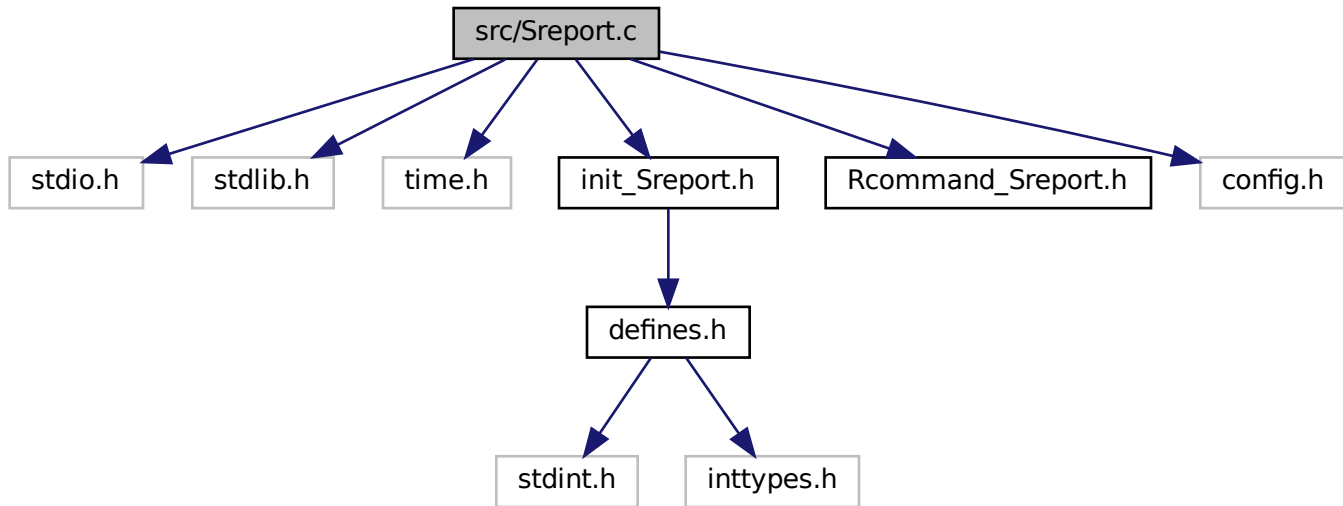 src/Sreport.c
stdio.h
stdlib.h
time.h
init_Sreport.h
Rcommand_Sreport.h
config.h
defines.h
stdint.h
inttypes.h